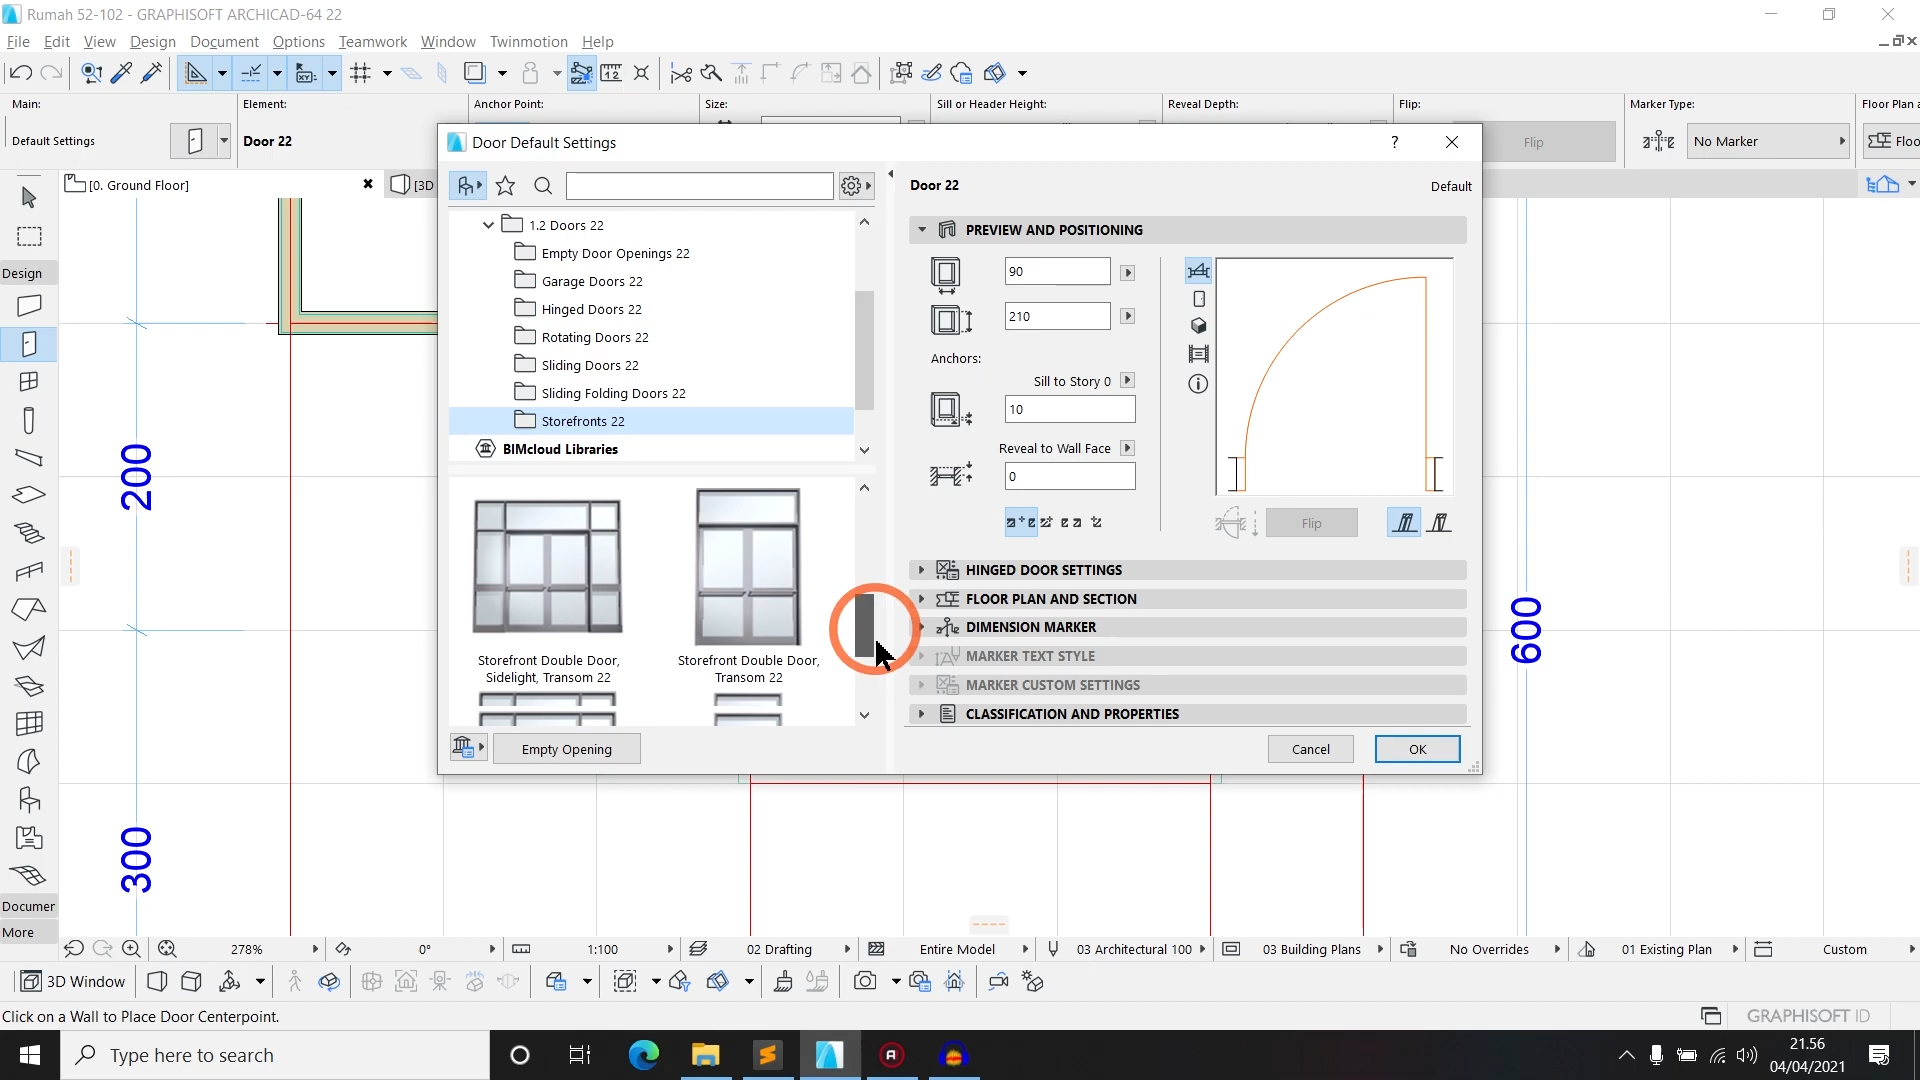 Rumah 52-102 - GRAPHISOFT ARCHICAD-64 22
File Edit View Design Document Options Teamwork Window Twinmotion Help
Main: Element: Anchor Point: Size: Sill or Header Height: Reveal Depth: Flip: Marker Type: Floor Plan a
Default Settings Door 22 Flip No Marker Floo
[0. Ground Floor] [3D
Door Default Settings
Door 22 Default
1.2 Doors 22
Empty Door Openings 22
Garage Doors 22
Hinged Doors 22
Rotating Doors 22
Sliding Doors 22
Sliding Folding Doors 22
Storefronts 22
BIMcloud Libraries
Storefront Double Door,
Sidelight, Transom 22
Storefront Double Door,
Transom 22
Empty Opening
PREVIEW AND POSITIONING
90
210
Anchors:
Sill to Story 0
10
Reveal to Wall Face
0
Flip
HINGED DOOR SETTINGS
FLOOR PLAN AND SECTION
DIMENSION MARKER
MARKER TEXT STYLE
MARKER CUSTOM SETTINGS
CLASSIFICATION AND PROPERTIES
Cancel OK
Design
Documen
More
200
300
600
278% 0° 1:100 02 Drafting Entire Model 03 Architectural 100 03 Building Plans No Overrides 01 Existing Plan Custom
3D Window
Click on a Wall to Place Door Centerpoint.
GRAPHISOFT ID
Type here to search
21.56
04/04/2021